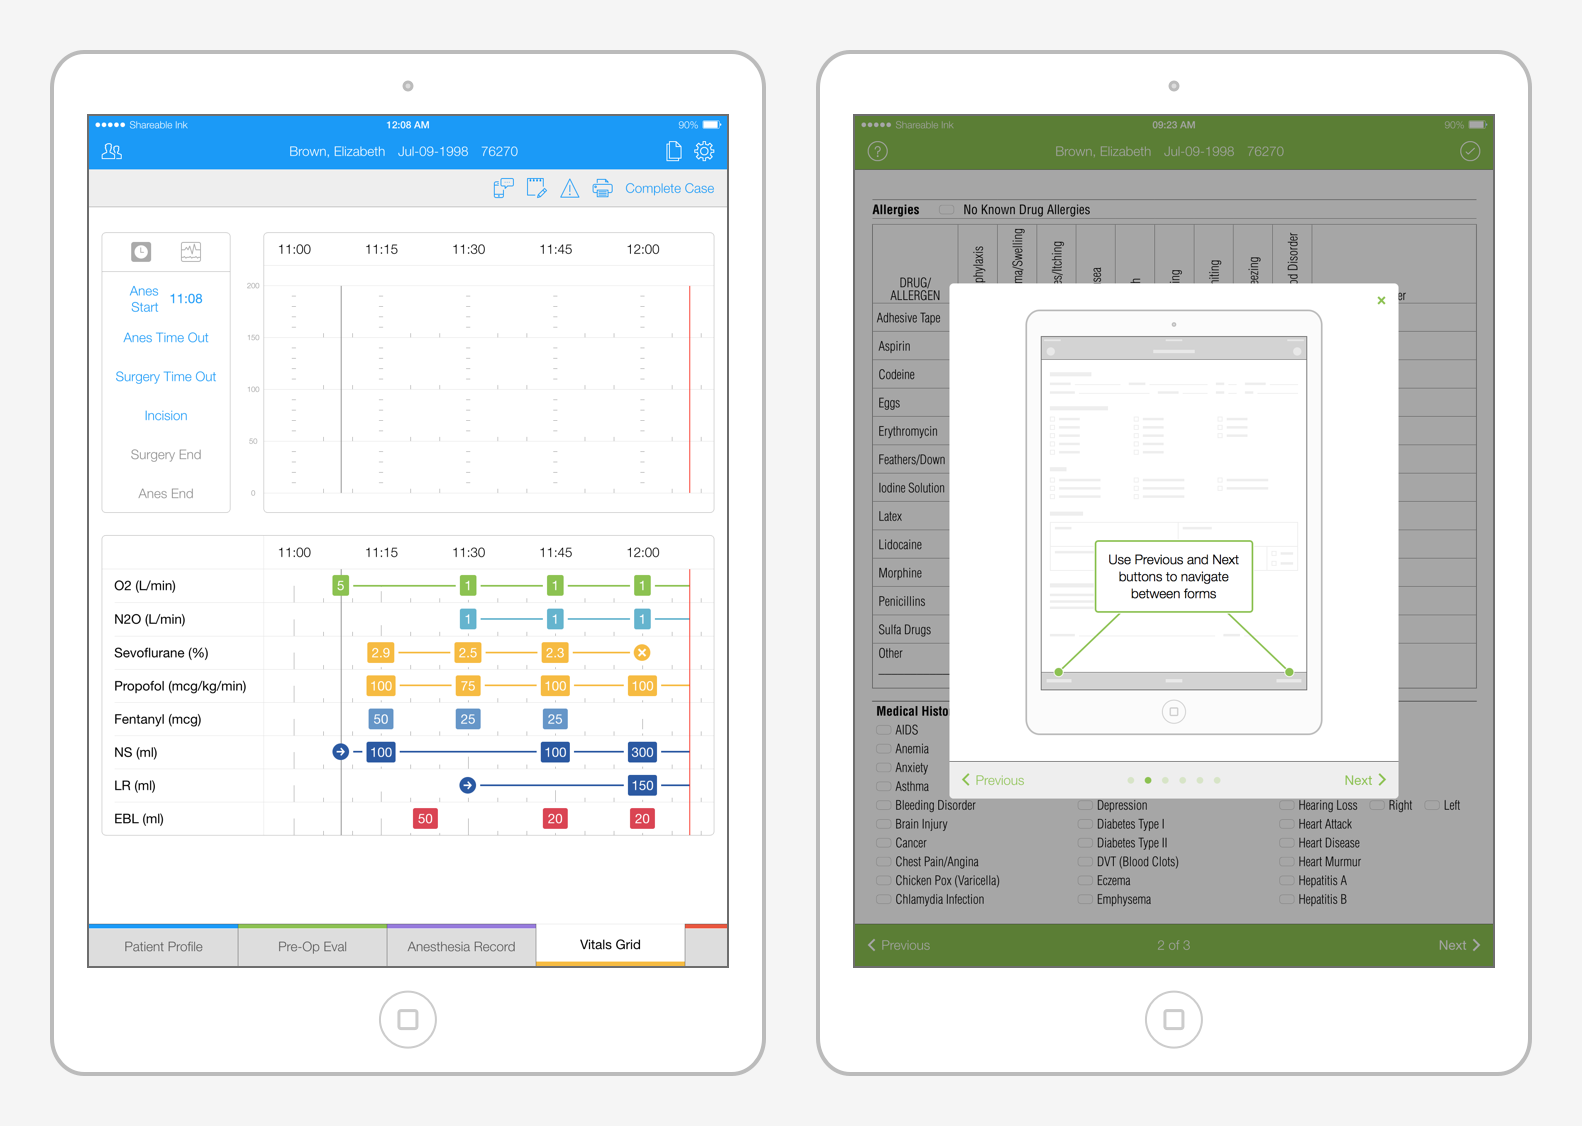 Shareable Ink 12:08 AM 90%
Brown, Elizabeth Jul-09-1998 76270
Complete Case
Anes Start 11:08
Anes Time Out
Surgery Time Out
Incision
Surgery End
Anes End
11:00 11:15 11:30 11:45 12:00
200
150
100
50
0
11:00 11:15 11:30 11:45 12:00
O2 (L/min) 5 1 1 1
N2O (L/min) 1 1 1
Sevoflurane (%) 2.9 2.5 2.3
Propofol (mcg/kg/min) 100 75 100 100
Fentanyl (mcg) 50 25 25
NS (ml) 100 100 300
LR (ml) 150
EBL (ml) 50 20 20
Patient Profile Pre-Op Eval Anesthesia Record Vitals Grid
Shareable Ink 09:23 AM 90%
Brown, Elizabeth Jul-09-1998 76270
Allergies No Known Drug Allergies
DRUG/
ALLERGEN
phylaxis
ma/Swelling
es/Itching
sea
h
ing
niting
eezing
od Disorder
er
Adhesive Tape
Aspirin
Codeine
Eggs
Erythromycin
Feathers/Down
Iodine Solution
Latex
Lidocaine
Morphine
Penicillins
Sulfa Drugs
Other
Use Previous and Next
buttons to navigate
between forms
Previous Next
Medical Histo
AIDS
Anemia
Anxiety
Asthma
Bleeding Disorder Depression Hearing Loss Right Left
Brain Injury Diabetes Type I Heart Attack
Cancer Diabetes Type II Heart Disease
Chest Pain/Angina DVT (Blood Clots) Heart Murmur
Chicken Pox (Varicella) Eczema Hepatitis A
Chlamydia Infection Emphysema Hepatitis B
Previous 2 of 3 Next